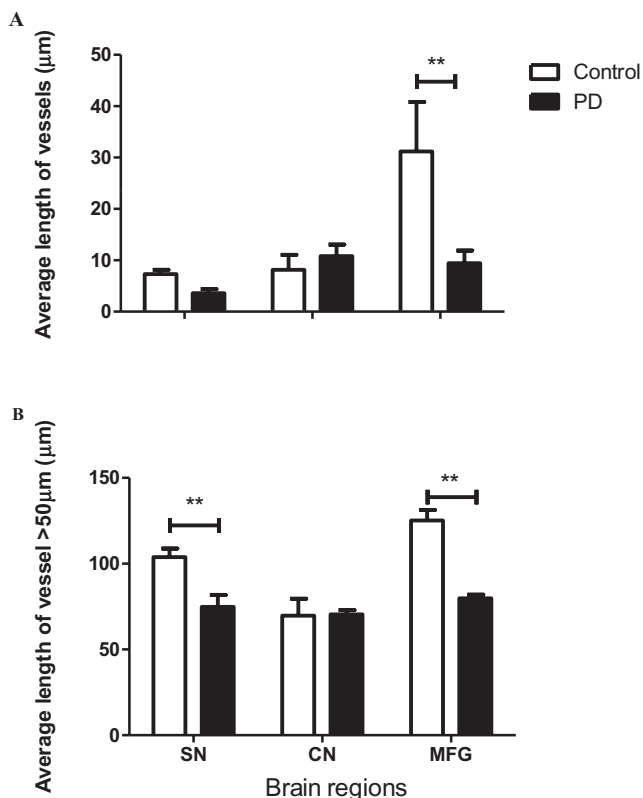 A
Average length of vessels (μm)
50
40
30
20
10
0
**
Control
PD
B
Average length of vessel >50μm (μm)
150
100
50
0
**
**
SN CN MFG
Brain regions